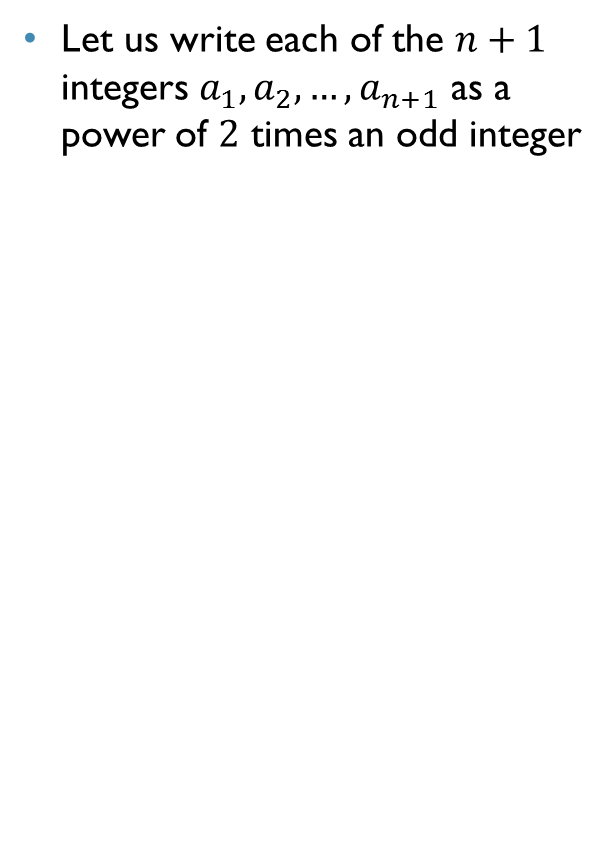 • Let us write each of the n + 1
integers a₁, a₂, … , aₙ₊₁ as a
power of 2 times an odd integer